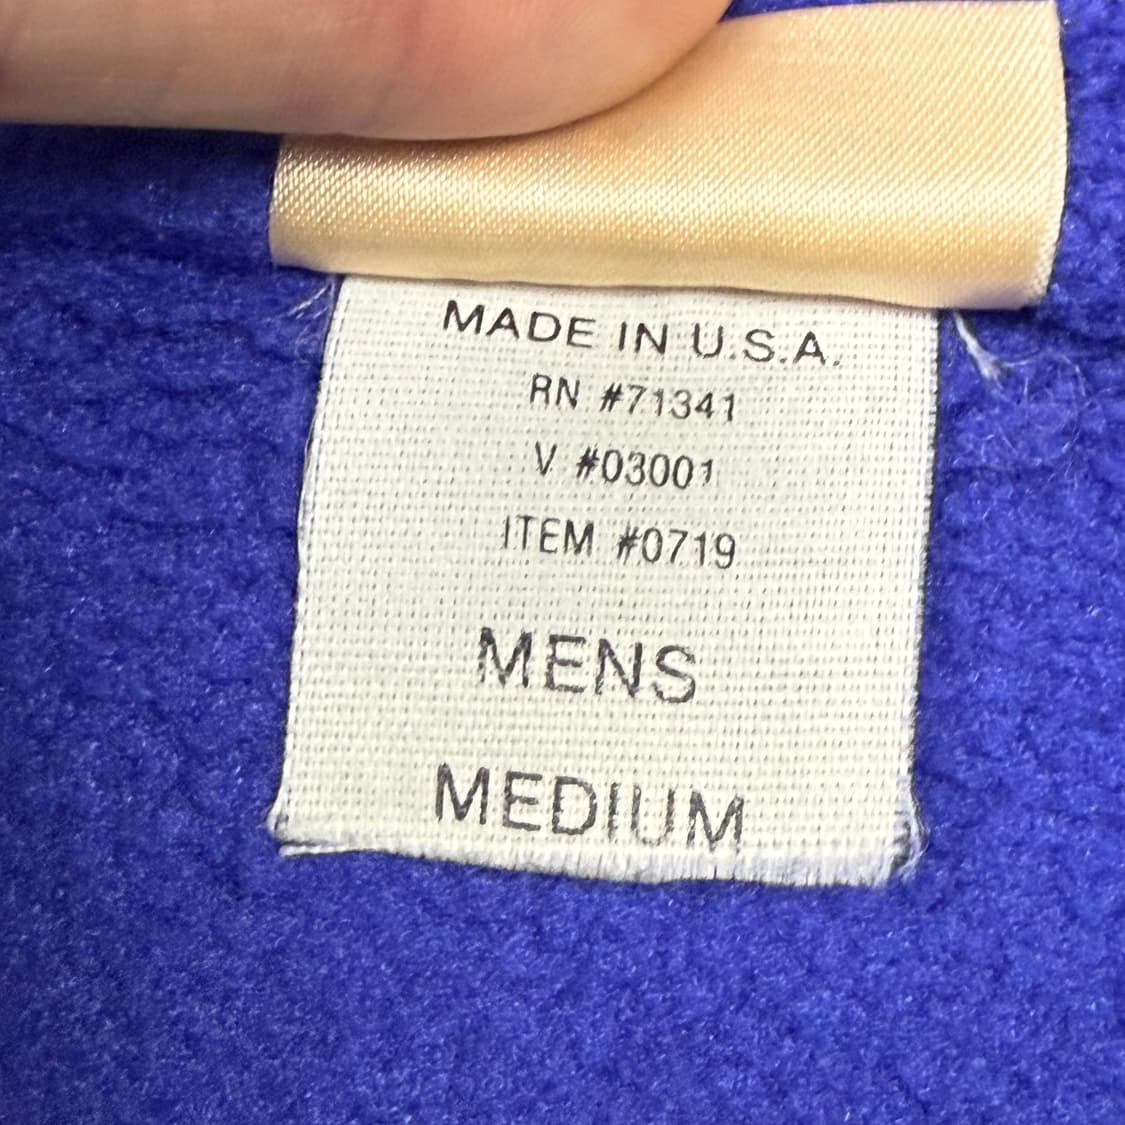 MADE IN U.S.A.
RN #71341
V #03001
ITEM #0719
MENS
MEDIUM